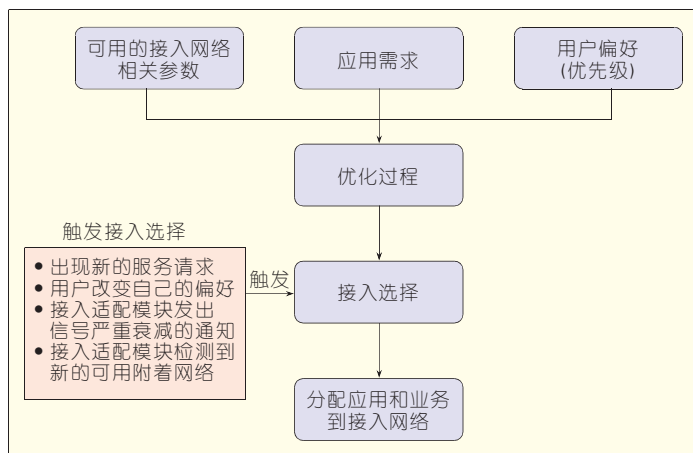 可用的接入网络
相关参数
应用需求
用户偏好
(优先级)
优化过程
触发接入选择
• 出现新的服务请求
• 用户改变自己的偏好
• 接入适配模块发出
信号严重衰减的通知
• 接入适配模块检测到
新的可用附着网络
触发
接入选择
分配应用和业务
到接入网络